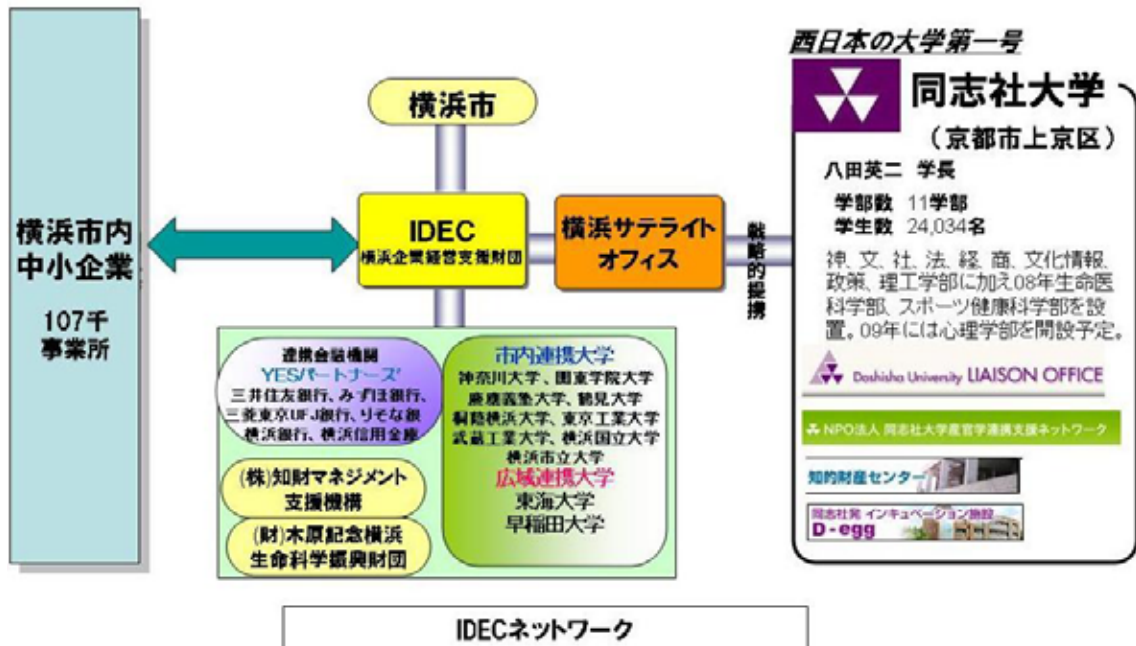 横浜市内
中小企業
107千
事業所
横浜市
IDEC
横浜企業経営支援財団
横浜サテライト
オフィス
戦略的提携
連携金融機関
YESパートナーズ'
三井住友銀行、みずほ銀行、
三菱東京UFJ銀行、りそな銀
横浜銀行、横浜信用金庫
(株)知財マネジメント
支援機構
(財)木原記念横浜
生命科学振興財団
市内連携大学
神奈川大学、関東学院大学
慶應義塾大学、鶴見大学
桐蔭横浜大学、東京工業大学
武蔵工業大学、横浜国立大学
横浜市立大学
広域連携大学
東海大学
早稲田大学
西日本の大学第一号
同志社大学
(京都市上京区)
八田英二 学長
学部数 11学部
学生数 24,034名
神、文、社、法、経、商、文化情報、
政策、理工学部に加え08年生命医
科学部、スポーツ健康科学部を設
置。09年には心理学部を開設予定。
Doshisha University LIAISON OFFICE
NPO法人 同志社大学産官学連携支援ネットワーク
知的財産センター
同志社発 インキュベーション施設
D-egg
IDECネットワーク